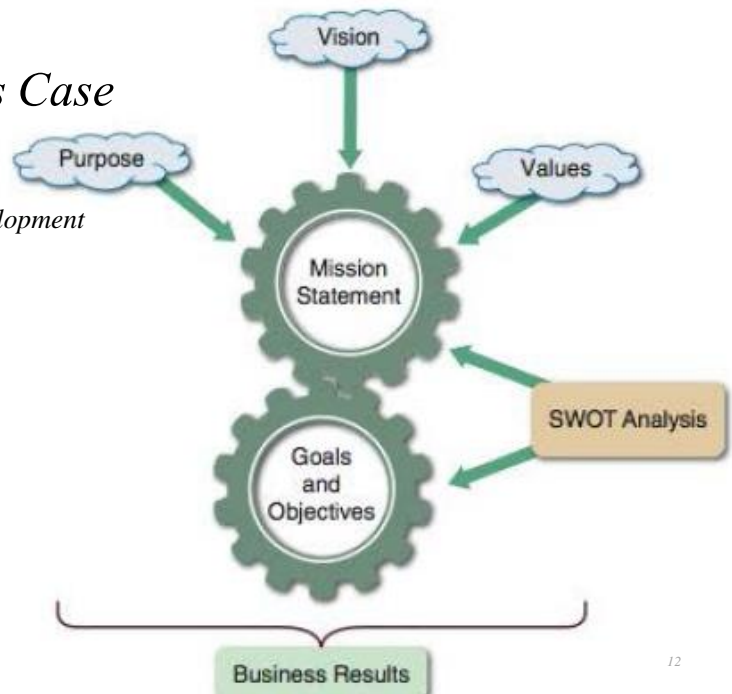 Vision
s Case
Purpose
Values
lopment
Mission
Statement
SWOT Analysis
Goals
and
Objectives
Business Results
12